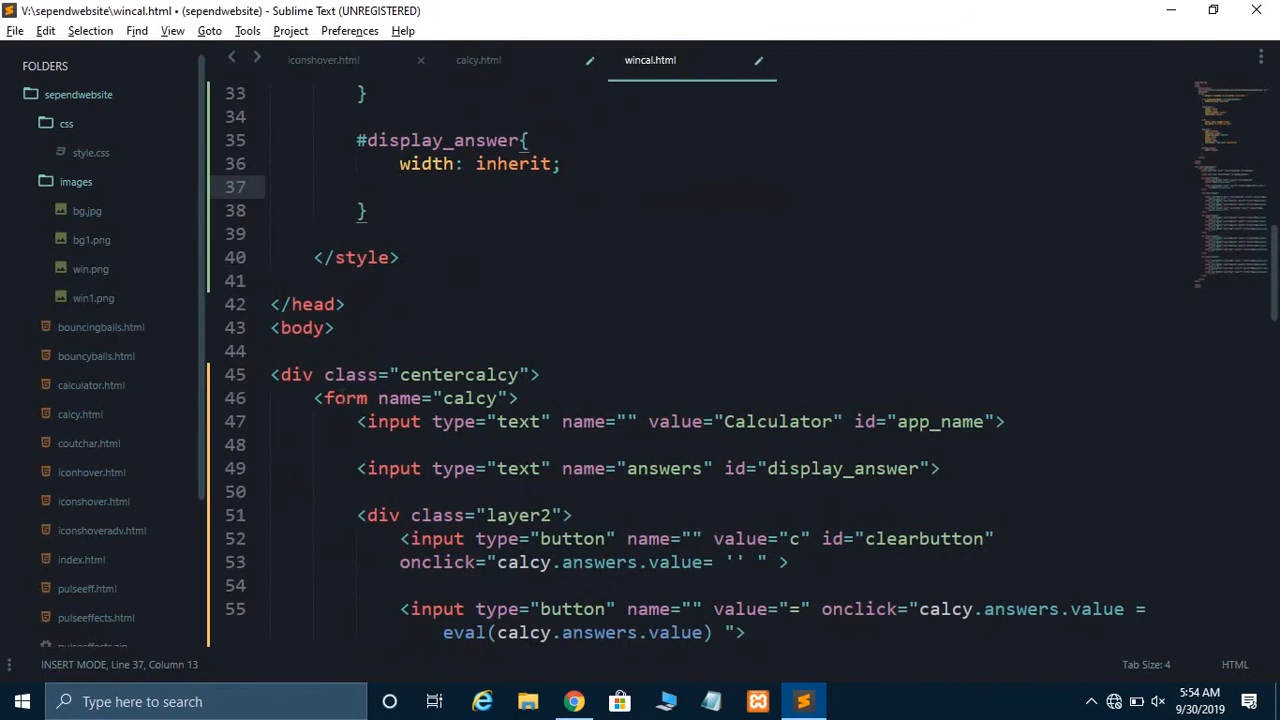 V:\sependwebsite\wincal.html • (sependwebsite) - Sublime Text (UNREGISTERED)
File Edit Selection Find View Goto Tools Project Preferences Help
FOLDERS
sependwebsite
css
style.css
images
bg.jpg
bg1.png
win.png
win1.png
bouncingballs.html
bouncyballs.html
calculator.html
calcy.html
coutchar.html
iconhover.html
iconshover.html
iconshoveradv.html
index.html
pulseeff.html
pulseeffects.html
pulseeffects.zip
iconshover.html calcy.html wincal.html
33 }
34
35 #display_answer{
36 width: inherit;
37
38 }
39
40 </style>
41
42 </head>
43 <body>
44
45 <div class="centercalcy">
46 <form name="calcy">
47 <input type="text" name="" value="Calculator" id="app_name">
48
49 <input type="text" name="answers" id="display_answer">
50
51 <div class="layer2">
52 <input type="button" name="" value="c" id="clearbutton"
53 onclick="calcy.answers.value= '' " >
54
55 <input type="button" name="" value="=" onclick="calcy.answers.value =
eval(calcy.answers.value) ">
INSERT MODE, Line 37, Column 13 Tab Size: 4 HTML
Type here to search
5:54 AM
9/30/2019